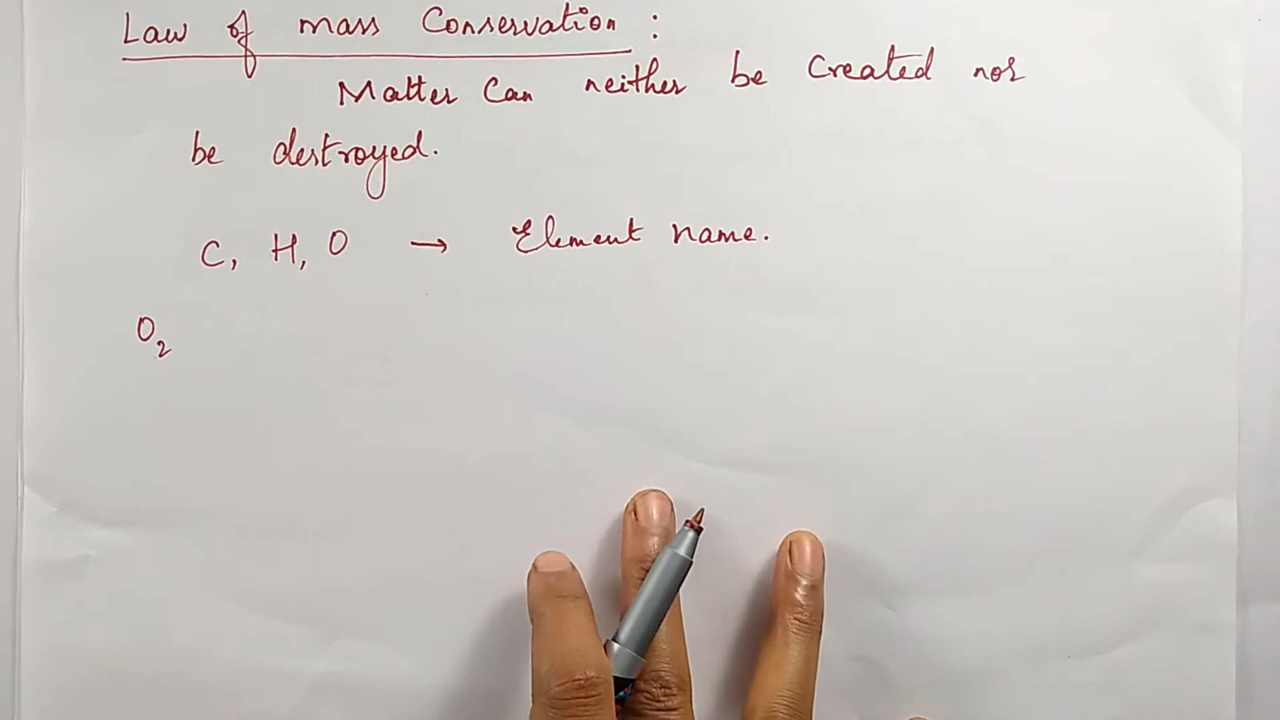 Law of mass Conservation :
Matter Can neither be Created nor
be destroyed.
C, H, O → Element name.
O₂